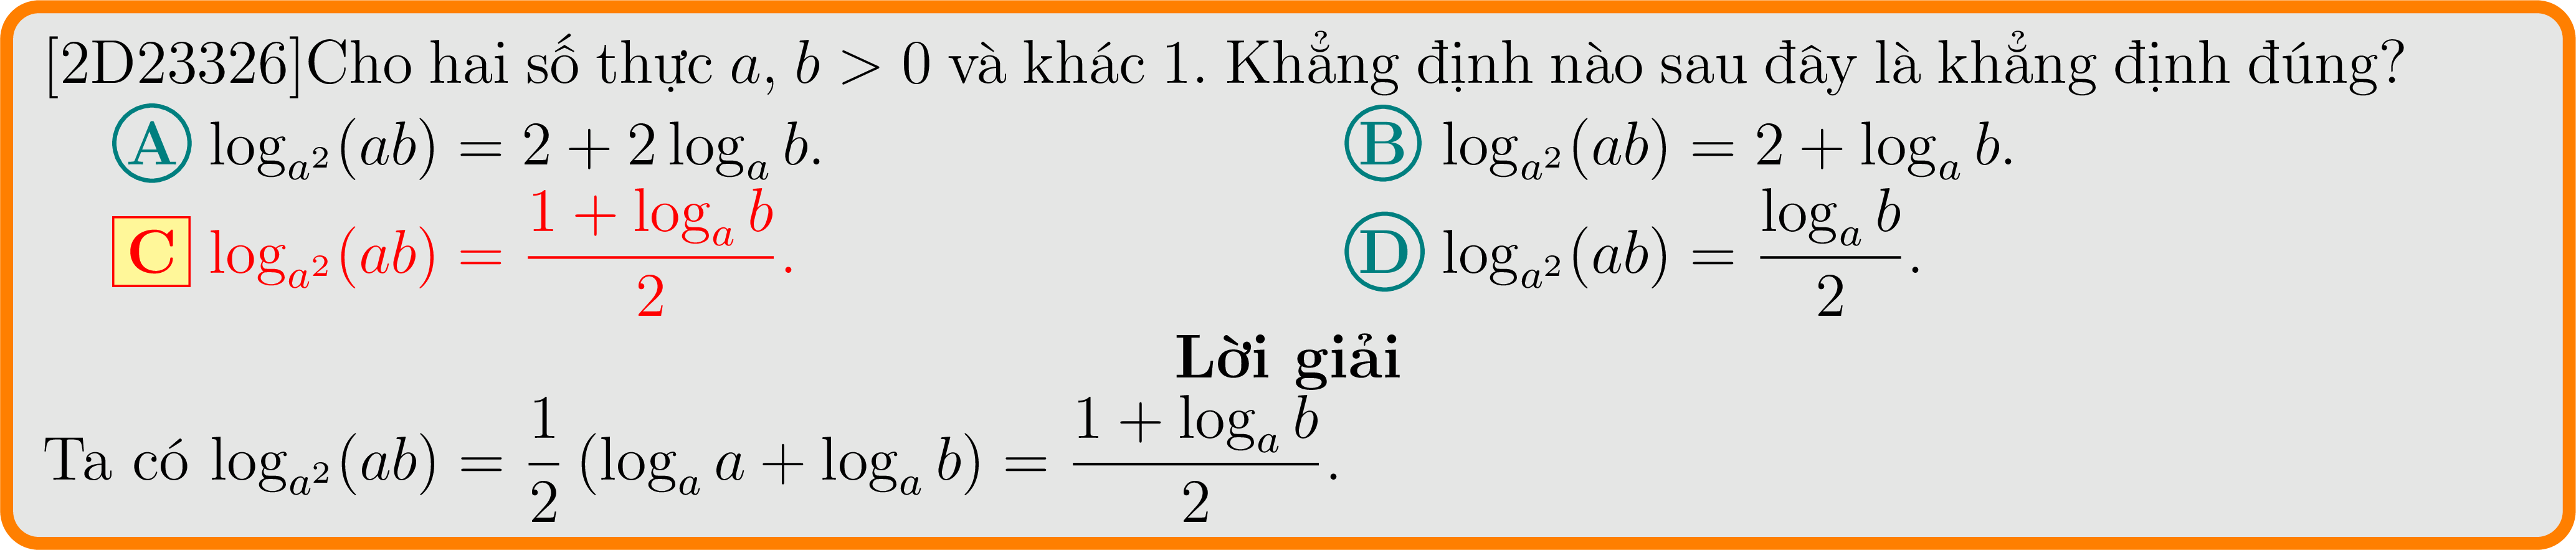 [2D23326]Cho hai số thực a, b > 0 và khác 1. Khẳng định nào sau đây là khẳng định đúng?
A log_{a^2}(ab) = 2 + 2 log_a b.
B log_{a^2}(ab) = 2 + log_a b.
C log_{a^2}(ab) = \frac{1 + log_a b}{2}.
D log_{a^2}(ab) = \frac{log_a b}{2}.
Lời giải
Ta có log_{a^2}(ab) = \frac{1}{2} (log_a a + log_a b) = \frac{1 + log_a b}{2}.